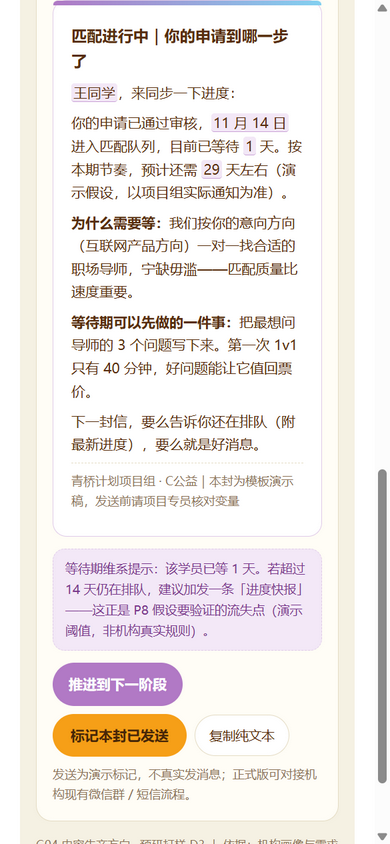 匹配进行中｜你的申请到哪一步
了
王同学，来同步一下进度：
你的申请已通过审核，11 月 14 日
进入匹配队列，目前已等待 1 天。按
本期节奏，预计还需 29 天左右（演
示假设，以项目组实际通知为准）。
为什么需要等：我们按你的意向方向
（互联网产品方向）一对一找合适的
职场导师，宁缺毋滥——匹配质量比
速度重要。
等待期可以先做的一件事：把最想问
导师的 3 个问题写下来。第一次 1v1
只有 40 分钟，好问题能让它值回票
价。
下一封信，要么告诉你还在排队（附
最新进度），要么就是好消息。
青桥计划项目组 · C公益｜本封为模板演示
稿，发送前请项目专员核对变量
等待期维系提示：该学员已等 1 天。若超过
14 天仍在排队，建议加发一条「进度快报」
——这正是 P8 假设要验证的流失点（演示
阈值，非机构真实规则）。
推进到下一阶段
标记本封已发送
复制纯文本
发送为演示标记，不真实发消息；正式版可对接机
构现有微信群 / 短信流程。